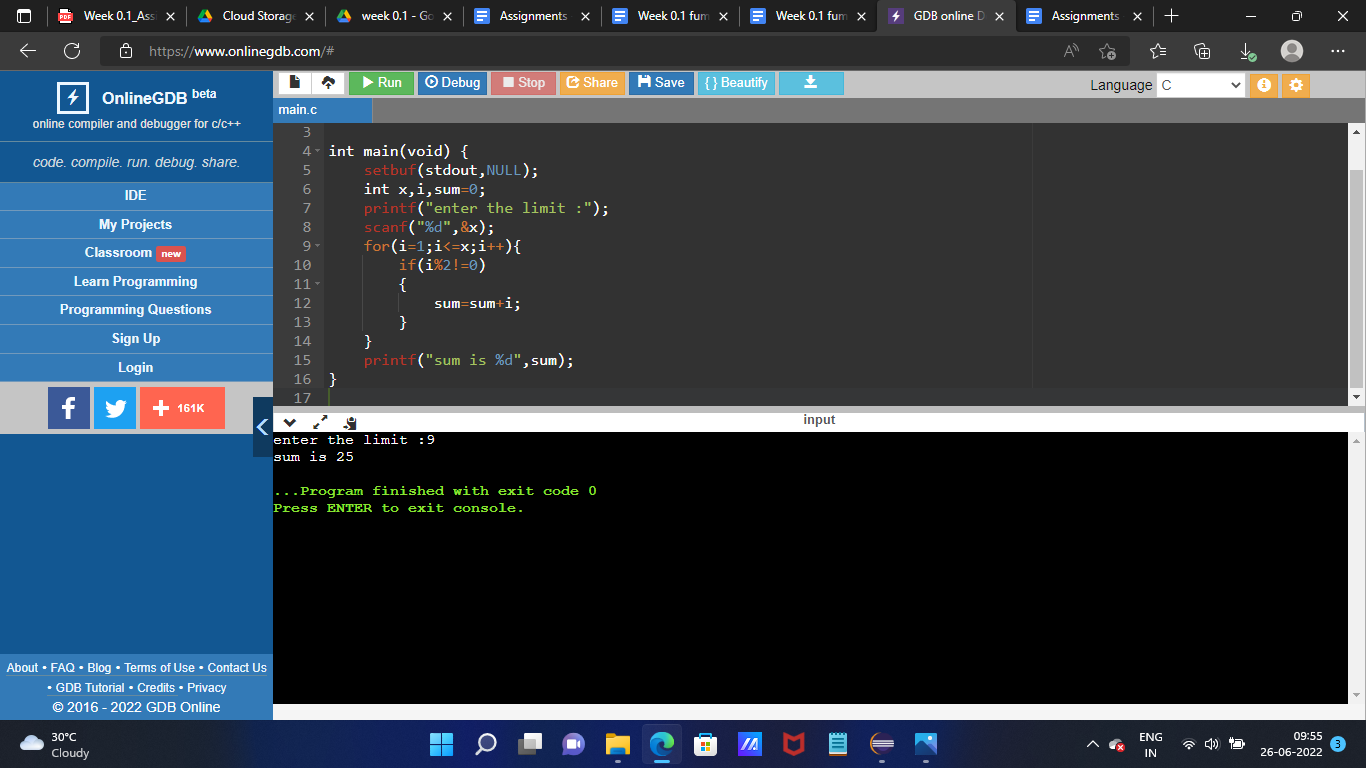 Week 0.1_Ass
Cloud Storage
week 0.1 - Go
Assignments
Week 0.1 fum
Week 0.1 fum
GDB online D
Assignments
https://www.onlinegdb.com/#
OnlineGDB beta
online compiler and debugger for c/c++
code. compile. run. debug. share.
IDE
My Projects
Classroom new
Learn Programming
Programming Questions
Sign Up
Login
161K
About • FAQ • Blog • Terms of Use • Contact Us
• GDB Tutorial • Credits • Privacy
© 2016 - 2022 GDB Online
Run Debug Stop Share Save { } Beautify
Language C
main.c
3
4 int main(void) {
5 setbuf(stdout,NULL);
6 int x,i,sum=0;
7 printf("enter the limit :");
8 scanf("%d",&x);
9 for(i=1;i<=x;i++){
10 if(i%2!=0)
11 {
12 sum=sum+i;
13 }
14 }
15 printf("sum is %d",sum);
16 }
17
input
enter the limit :9
sum is 25
...Program finished with exit code 0
Press ENTER to exit console.
30°C
Cloudy
ENG
IN
09:55
26-06-2022
3